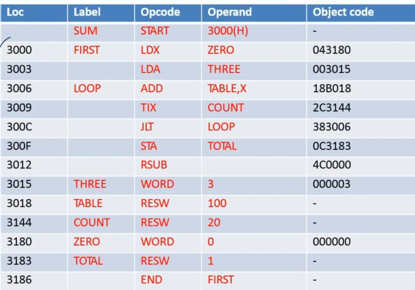 Loc Label Opcode Operand Object code
SUM START 3000(H) -
3000 FIRST LDX ZERO 043180
3003 LDA THREE 003015
3006 LOOP ADD TABLE,X 18B018
3009 TIX COUNT 2C3144
300C JLT LOOP 383006
300F STA TOTAL 0C3183
3012 RSUB 4C0000
3015 THREE WORD 3 000003
3018 TABLE RESW 100 -
3144 COUNT RESW 20 -
3180 ZERO WORD 0 000000
3183 TOTAL RESW 1 -
3186 END FIRST -